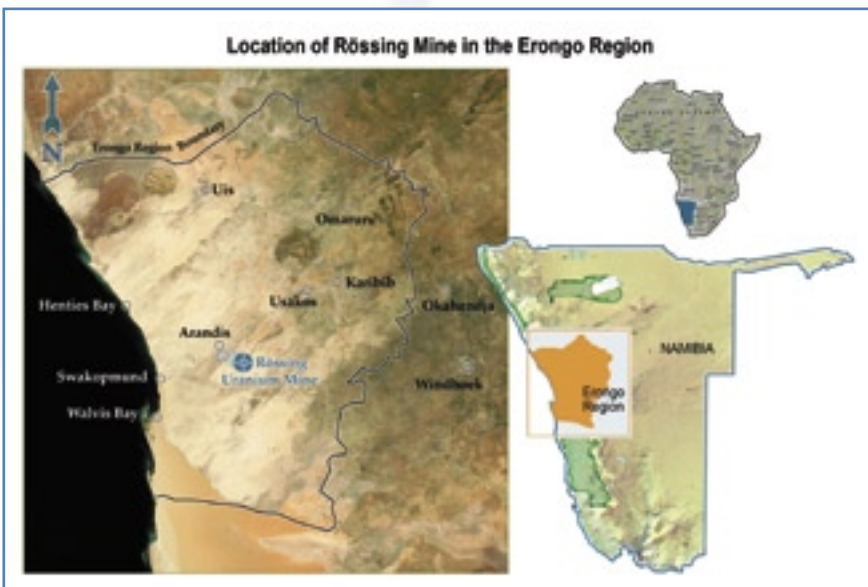 Location of Rössing Mine in the Erongo Region
N
Erongo Region Boundary
Uis
Omaruru
Karibib
Usakos
Okahandja
Henties Bay
Arandis
Rössing
Uranium Mine
Swakopmund
Windhoek
Walvis Bay
NAMIBIA
Erongo
Region